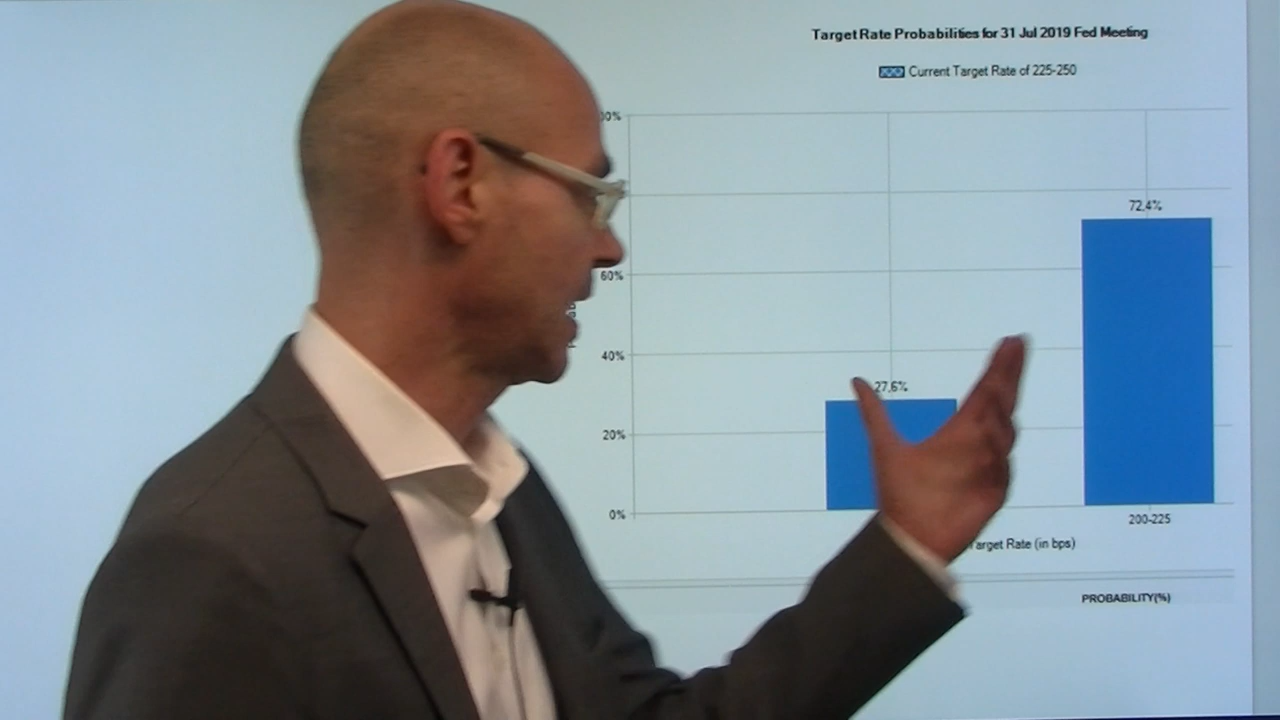 Target Rate Probabilities for 31 Jul 2019 Fed Meeting
Current Target Rate of 225-250
72.4%
60%
40%
27.6%
20%
0%
200-225
Target Rate (in bps)
PROBABILITY(%)